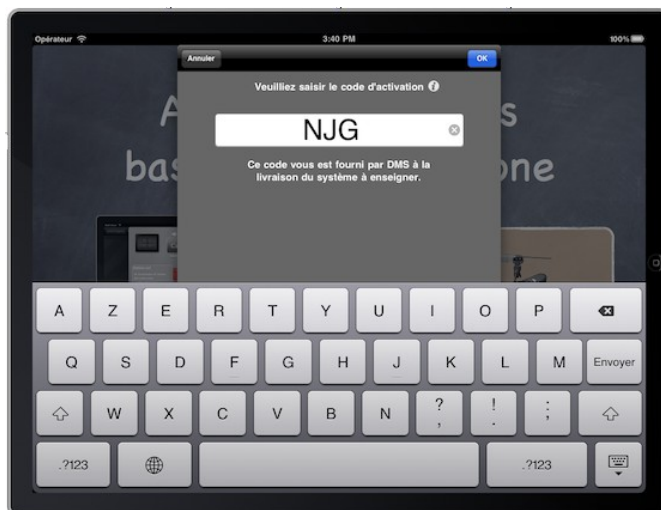 Opérateur 3:40 PM 100%
Annuler OK
Veuilliez saisir le code d'activation
NJG
Ce code vous est fourni par DMS à la
livraison du système à enseigner.
A Z E R T Y U I O P
Q S D F G H J K L M Envoyer
W X C V B N ? , ! . : ;
.?123 .?123